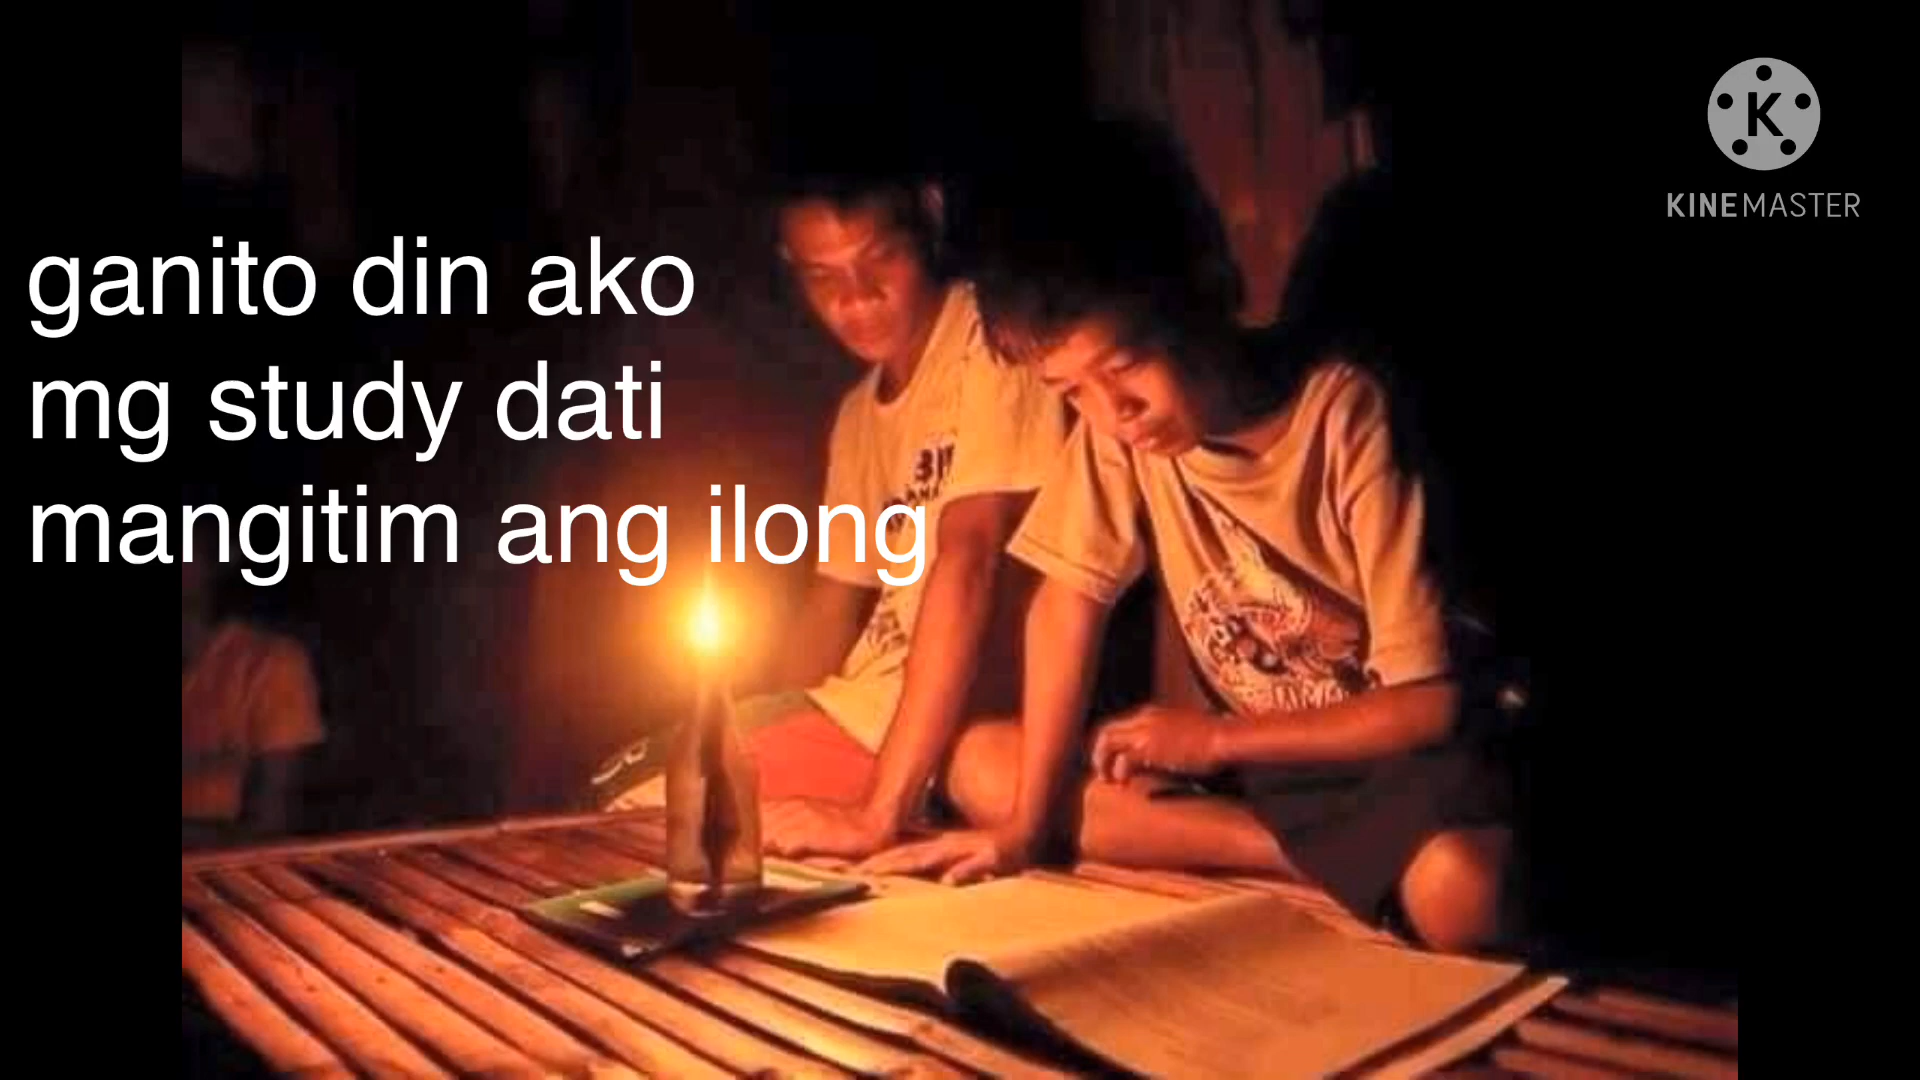 ganito din ako
mg study dati
mangitim ang ilong
K
KINEMASTER